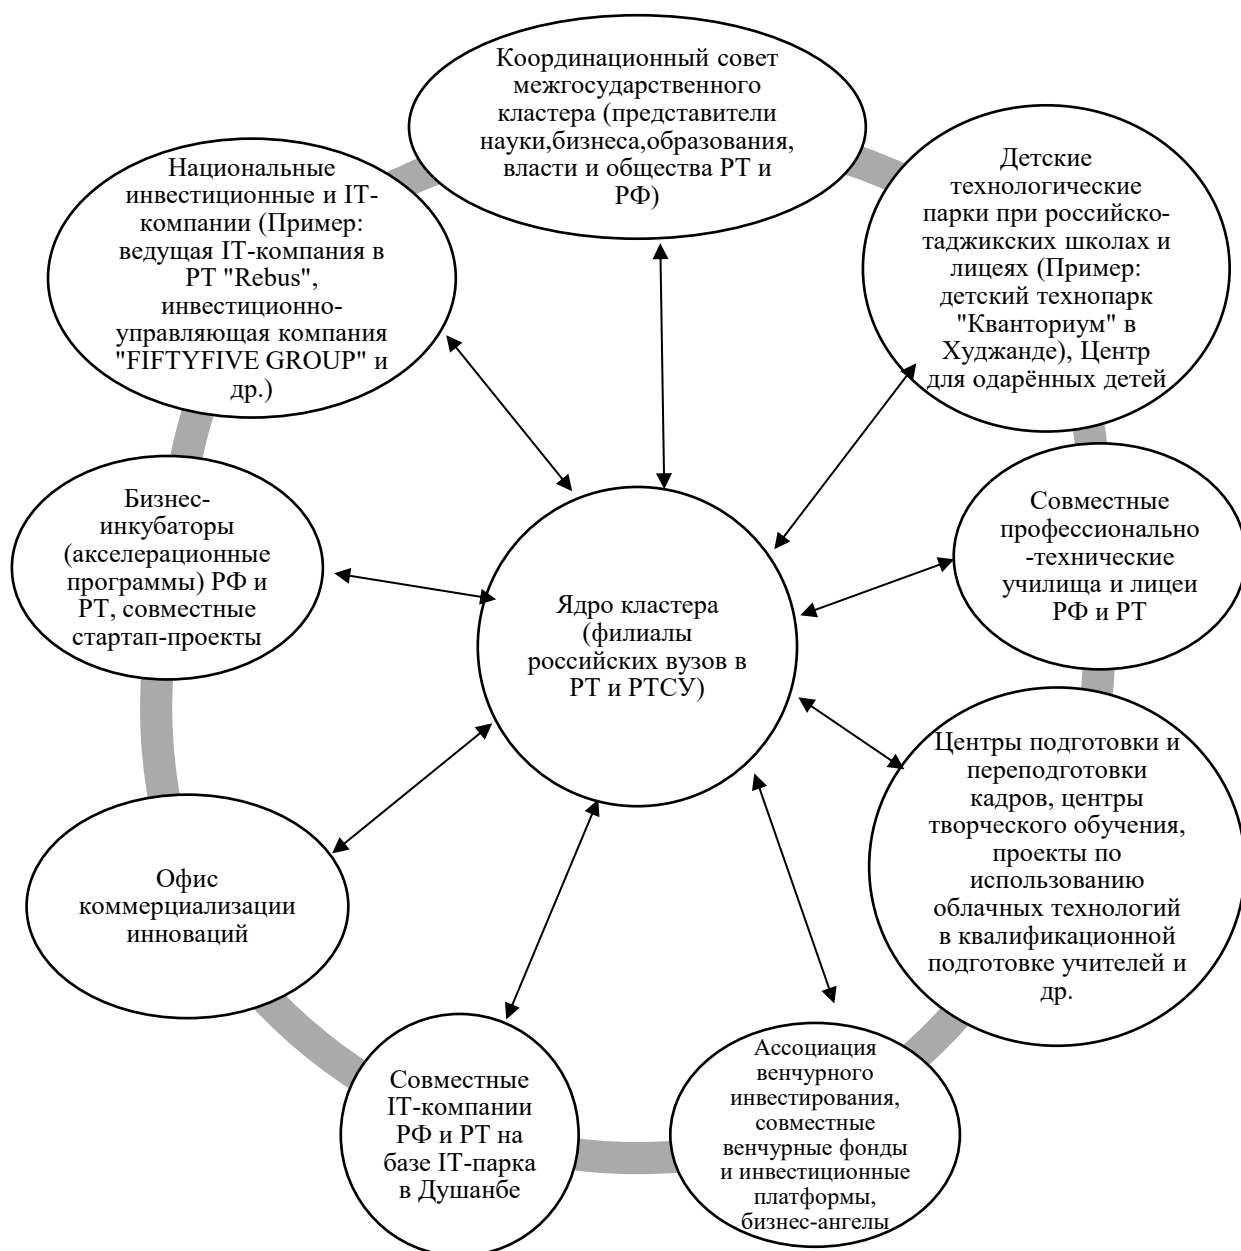 Координационный совет
межгосударственного
кластера (представители
науки,бизнеса,образования,
власти и общества РТ и
РФ)
Детские
технологические
парки при российско-
таджикских школах и
лицеях (Пример:
детский технопарк
"Кванториум" в
Худжанде), Центр
для одарённых детей
Совместные
профессионально
-технические
училища и лицеи
РФ и РТ
Центры подготовки и
переподготовки
кадров, центры
творческого обучения,
проекты по
использованию
облачных технологий
в квалификационной
подготовке учителей и
др.
Ассоциация
венчурного
инвестирования,
совместные
венчурные фонды
и инвестиционные
платформы,
бизнес-ангелы
Совместные
IT-компании
РФ и РТ на
базе IT-парка
в Душанбе
Офис
коммерциализации
инноваций
Бизнес-
инкубаторы
(акселерационные
программы) РФ и
РТ, совместные
стартап-проекты
Национальные
инвестиционные и IT-
компании (Пример:
ведущая IT-компания в
РТ "Rebus",
инвестиционно-
управляющая компания
"FIFTYFIVE GROUP" и
др.)
Ядро кластера
(филиалы
российских вузов в
РТ и РТСУ)